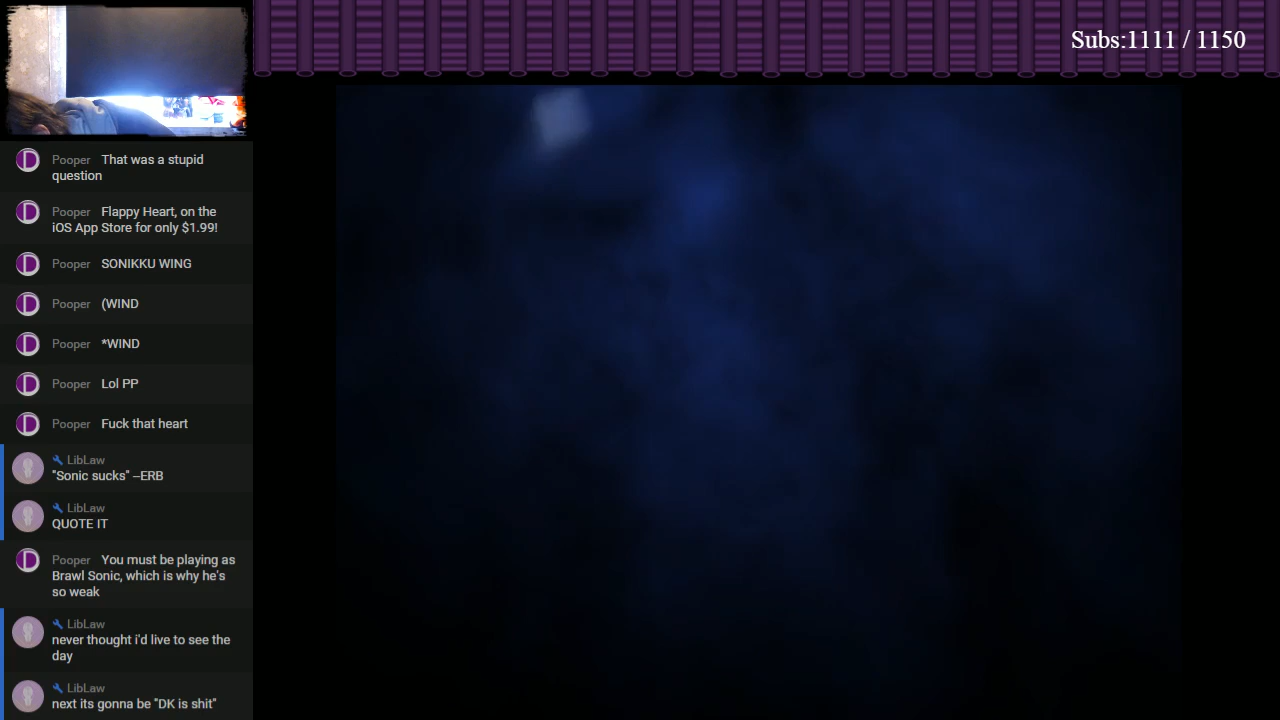 Subs:1111 / 1150
Pooper That was a stupid
question
Pooper Flappy Heart, on the
iOS App Store for only $1.99!
Pooper SONIKKU WING
Pooper (WIND
Pooper *WIND
Pooper Lol PP
Pooper Fuck that heart
LibLaw
"Sonic sucks" --ERB
LibLaw
QUOTE IT
Pooper You must be playing as
Brawl Sonic, which is why he's
so weak
LibLaw
never thought i'd live to see the
day
LibLaw
next its gonna be "DK is shit"